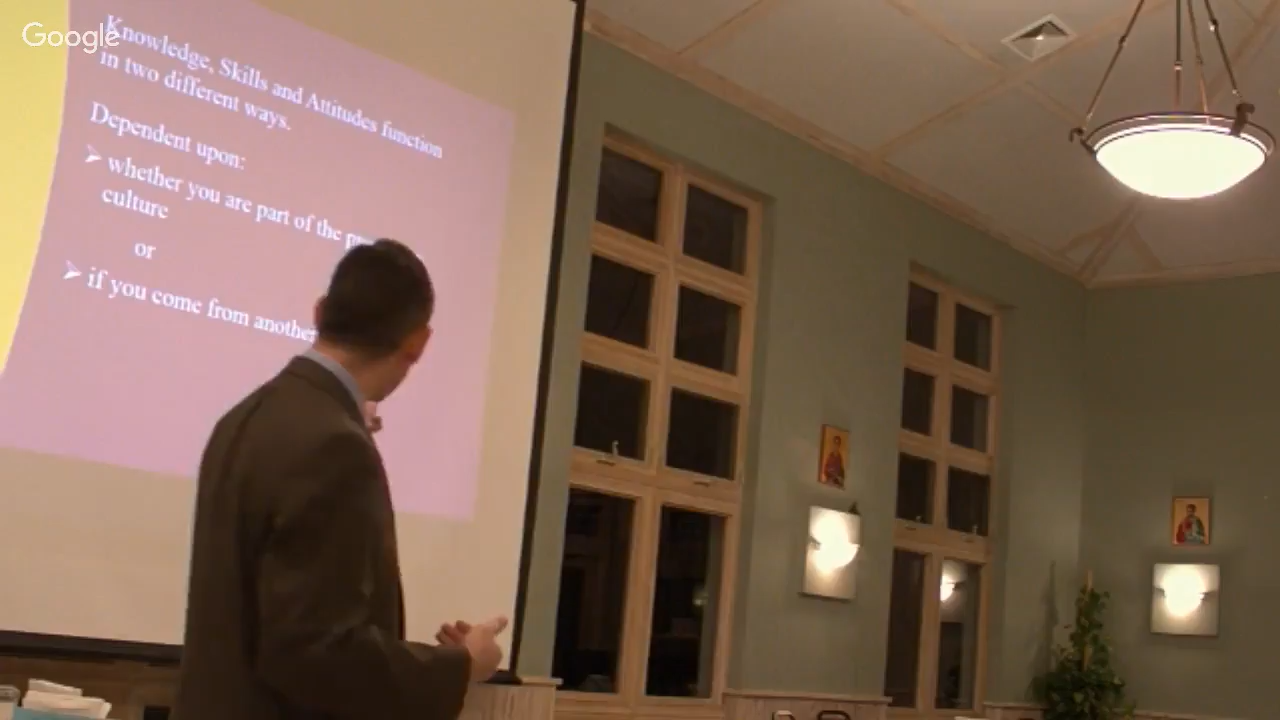 Google
Knowledge, Skills and Attitudes function
in two different ways.
Dependent upon:
➢ whether you are part of the
culture
or
➢ if you come from another